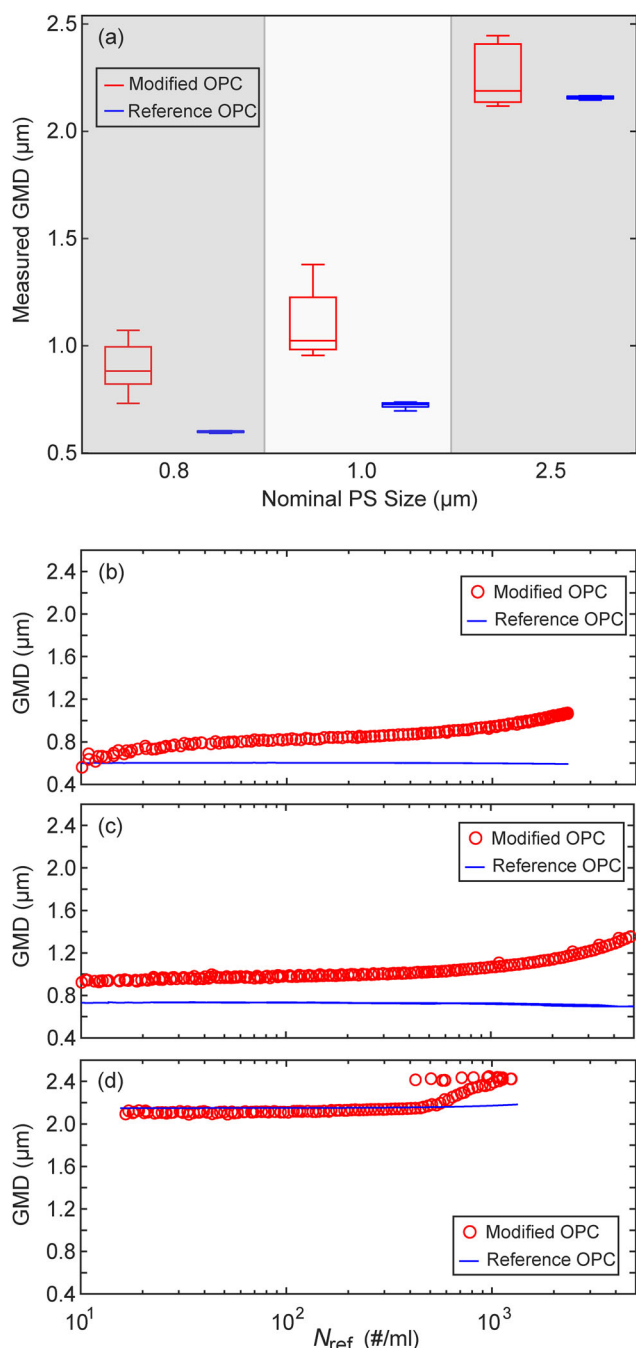 2.5
(a)
Modified OPC
Reference OPC
2.0
Measured GMD (µm)
1.5
1.0
0.5
0.8 1.0 2.5
Nominal PS Size (µm)
(b)
2.4
2.0
1.6
1.2
0.8
0.4
GMD (µm)
Modified OPC
Reference OPC
(c)
2.4
2.0
1.6
1.2
0.8
0.4
GMD (µm)
Modified OPC
Reference OPC
(d)
2.4
2.0
1.6
1.2
0.8
0.4
GMD (µm)
Modified OPC
Reference OPC
10¹ 10² 10³
Nref (#/ml)